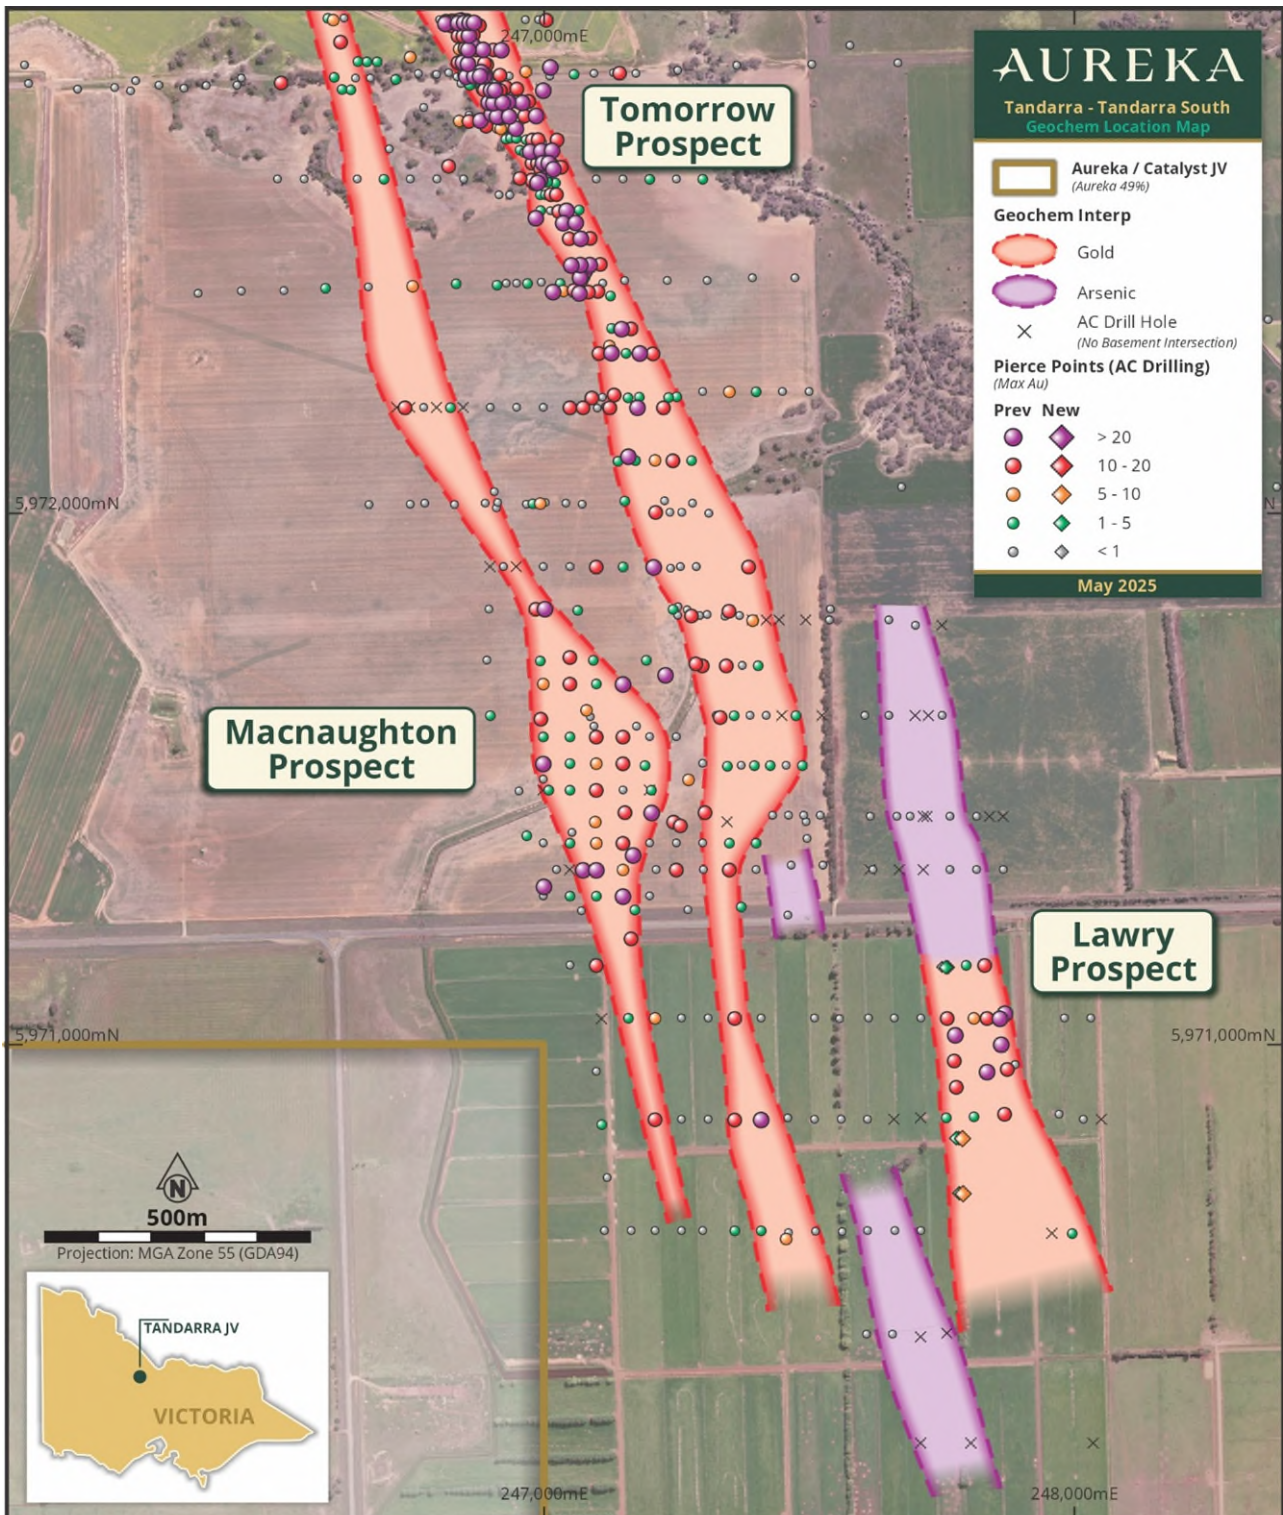 247,000mE
AUREKA
Tandarra - Tandarra South
Geochem Location Map
Aureka / Catalyst JV
(Aureka 49%)
Geochem Interp
Gold
Arsenic
AC Drill Hole
(No Basement Intersection)
Pierce Points (AC Drilling)
(Max Au)
Prev New
> 20
10 - 20
5 - 10
1 - 5
< 1
May 2025
Tomorrow
Prospect
5,972,000mN
N
Macnaughton
Prospect
Lawry
Prospect
5,971,000mN
5,971,000mN
N
500m
Projection: MGA Zone 55 (GDA94)
TANDARRA JV
VICTORIA
247,000mE
248,000mE